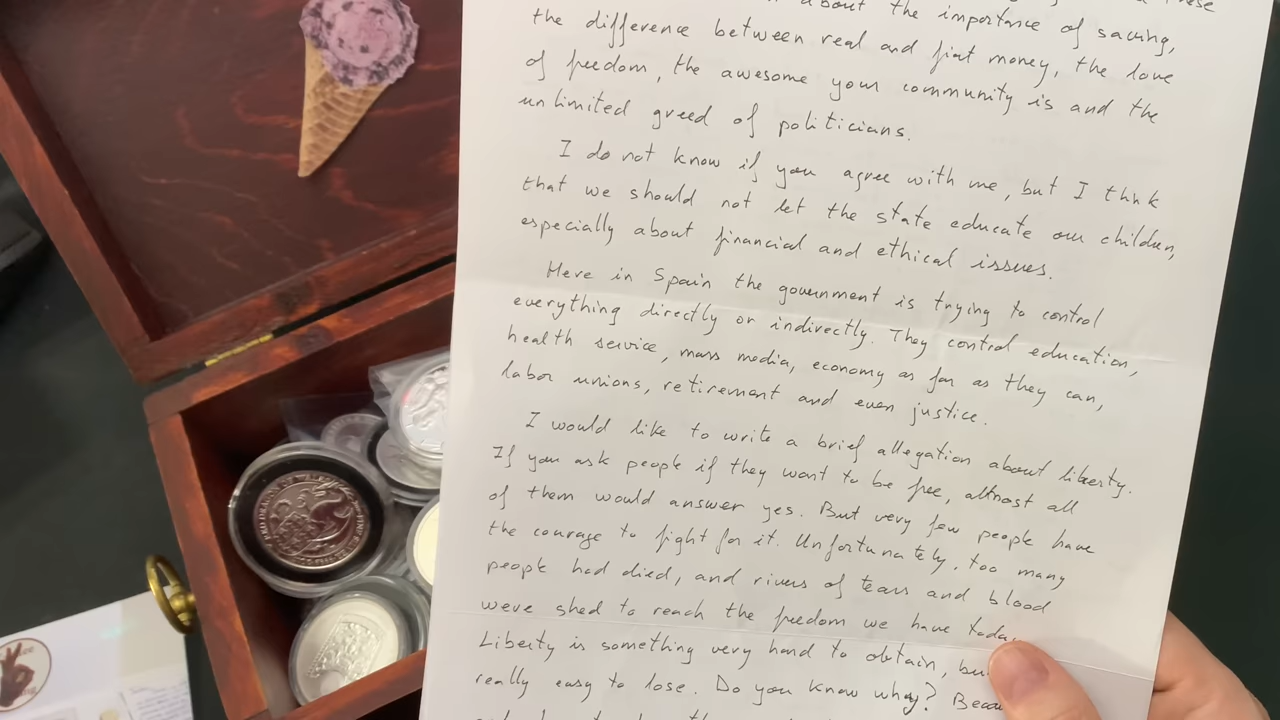 about the importance of saving,
the difference between real and fiat money, the love
of freedom, the awesome your community is and the
unlimited greed of politicians.
I do not know if you agree with me, but I think
that we should not let the state educate our children,
especially about financial and ethical issues.
Here in Spain the government is trying to control
everything directly or indirectly. They control education,
health service, mass media, economy as far as they can,
labor unions, retirement and even justice.
I would like to write a brief allegation about liberty.
If you ask people if they want to be free, almost all
of them would answer yes. But very few people have
the courage to fight for it. Unfortunately, too many
people had died, and rivers of tears and blood
were shed to reach the freedom we have today
Liberty is something very hard to obtain, bu
really easy to lose. Do you know why? Beca